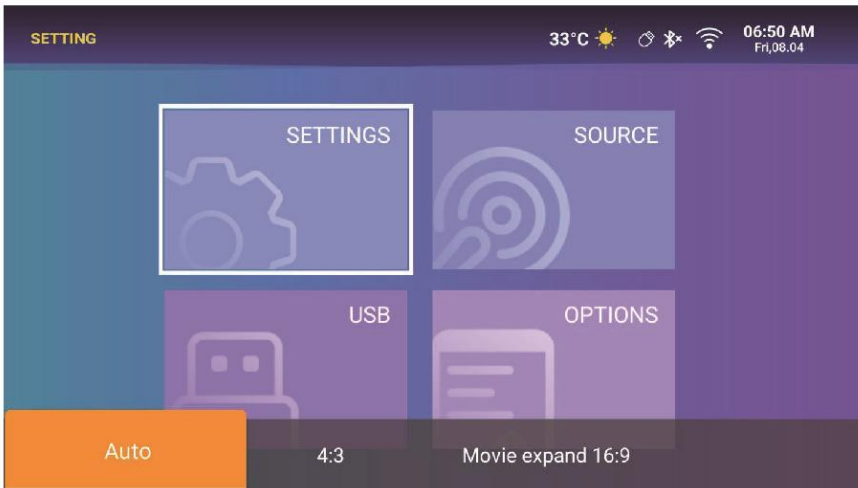 SETTING
33°C
06:50 AM
Fri,08.04
SETTINGS
SOURCE
USB
OPTIONS
Auto
4:3
Movie expand 16:9